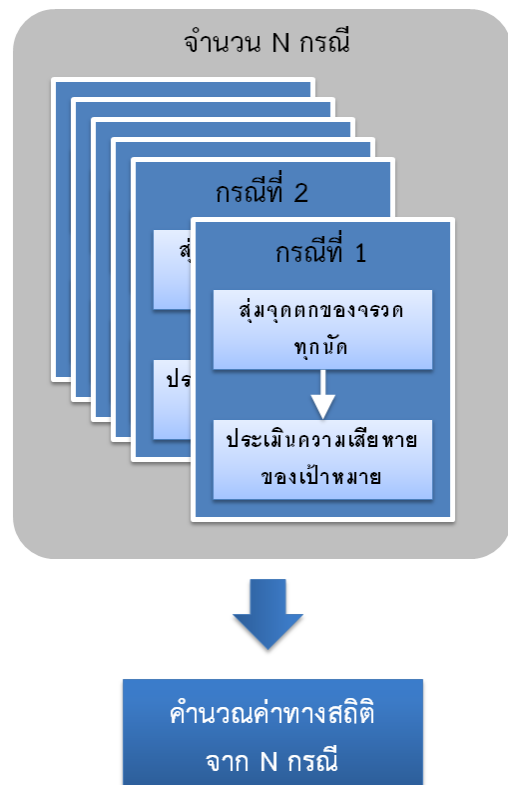 จำนวน N กรณี
กรณีที่ 2
สุ่
ปร
กรณีที่ 1
สุ่มจุดตกของจรวด
ทุกนัด
ประเมินความเสียหาย
ของเป้าหมาย
คำนวณค่าทางสถิติ
จาก N กรณี